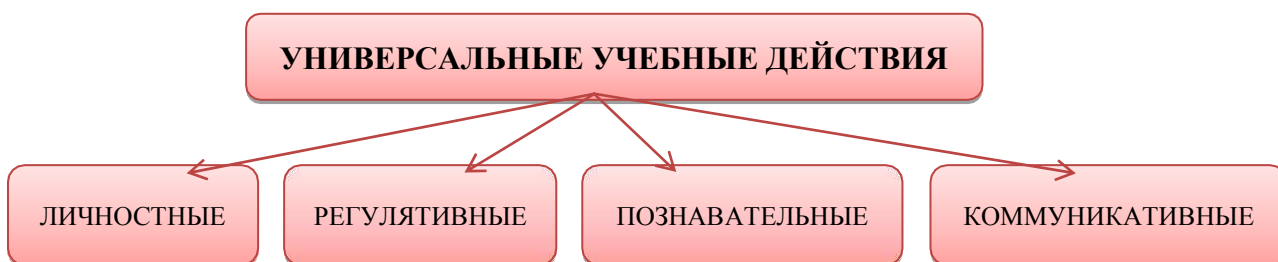 УНИВЕРСАЛЬНЫЕ УЧЕБНЫЕ ДЕЙСТВИЯ
ЛИЧНОСТНЫЕ
РЕГУЛЯТИВНЫЕ
ПОЗНАВАТЕЛЬНЫЕ
КОММУНИКАТИВНЫЕ